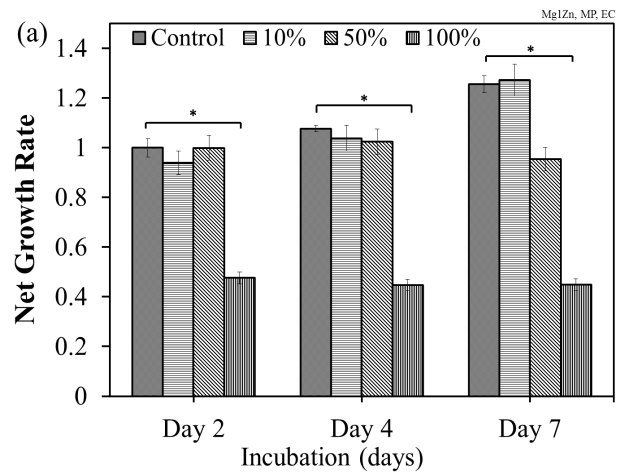 Mg1Zn, MP, EC
(a)
Control 10% 50% 100%
1.4
1.2
1
0.8
0.6
0.4
0.2
0
Net Growth Rate
* * *
Day 2 Day 4 Day 7
Incubation (days)